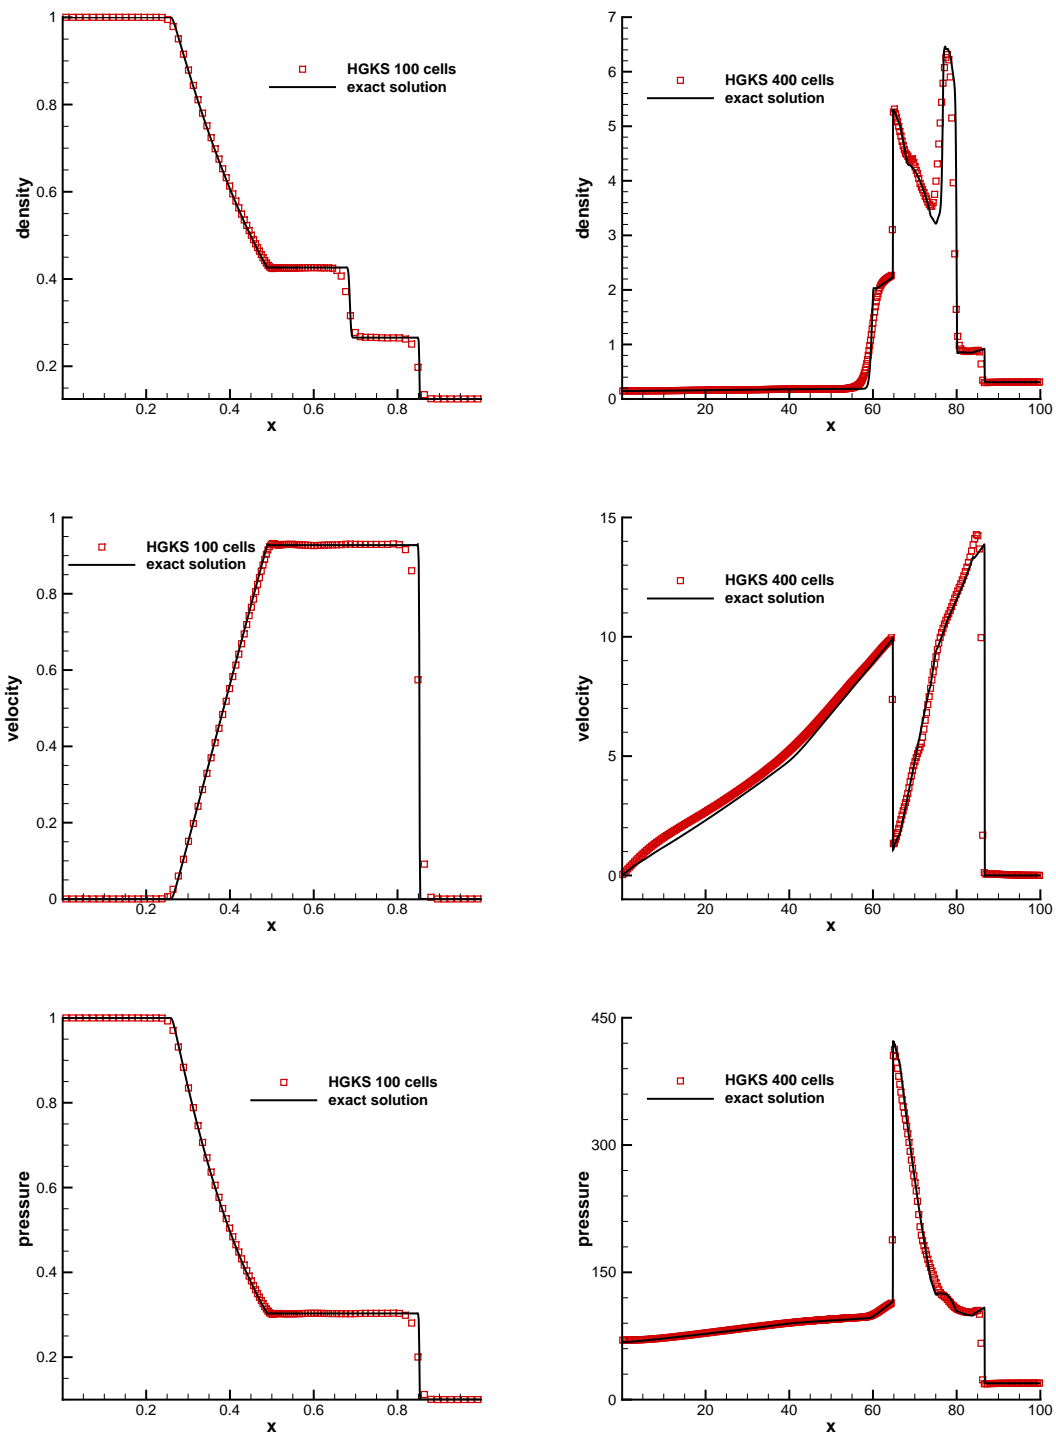 density
1
0.8
0.6
0.4
0.2
0.2
0.4
0.6
0.8
x
HGKS 100 cells
exact solution
density
7
6
5
4
3
2
1
0
20
40
60
80
100
x
HGKS 400 cells
exact solution
velocity
1
0.8
0.6
0.4
0.2
0
0.2
0.4
0.6
0.8
x
HGKS 100 cells
exact solution
velocity
15
10
5
0
20
40
60
80
100
x
HGKS 400 cells
exact solution
pressure
1
0.8
0.6
0.4
0.2
0.2
0.4
0.6
0.8
x
HGKS 100 cells
exact solution
pressure
450
300
150
0
20
40
60
80
100
x
HGKS 400 cells
exact solution